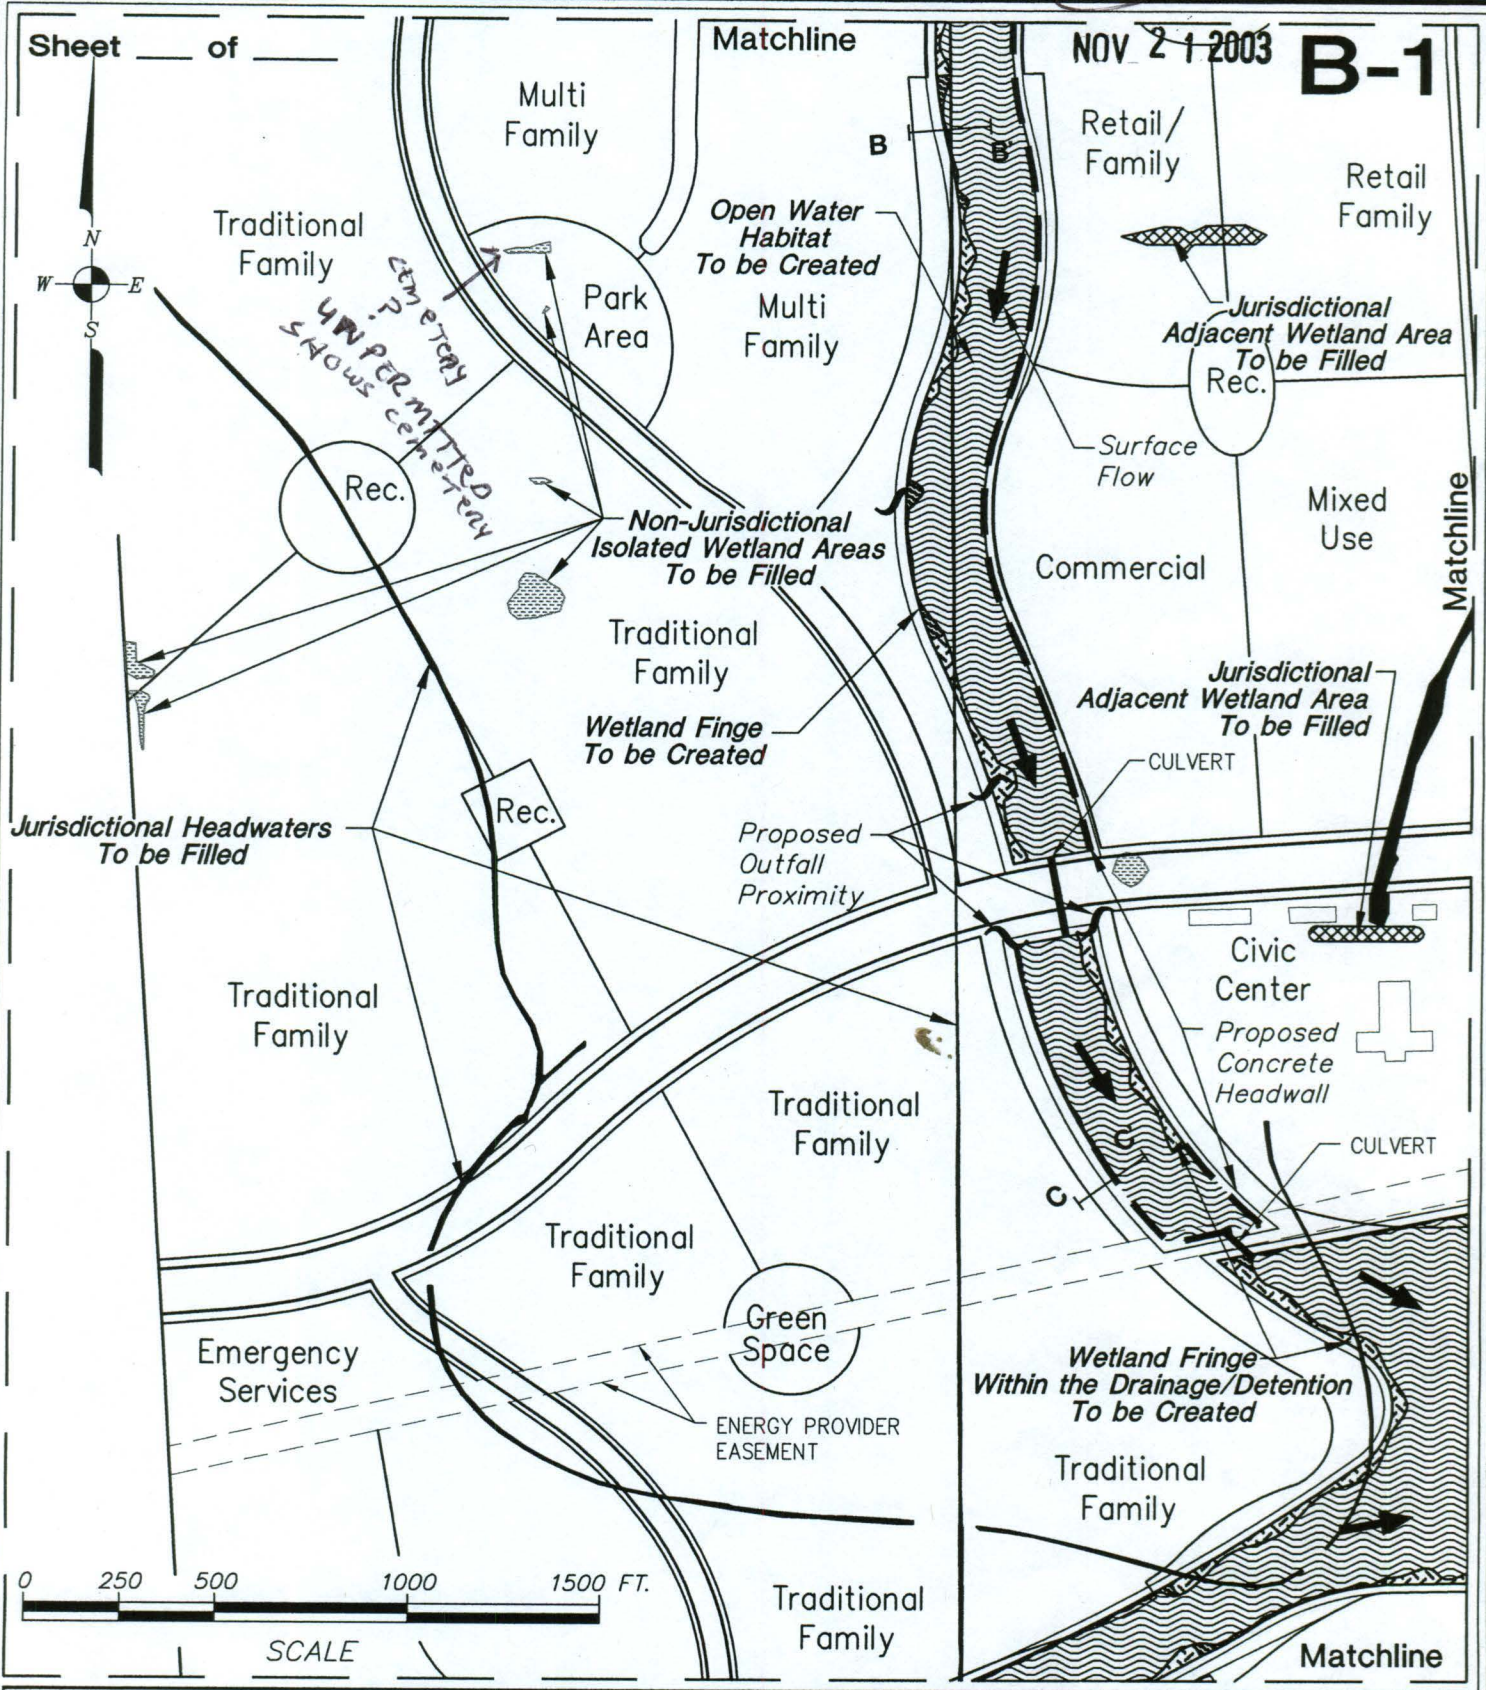 Sheet ___ of ___
Matchline
NOV 2 1 2003
B-1
Multi
Family
Retail/
Family
Retail
Family
B
B'
Traditional
Family
N
W
E
S
cemetery
?
UNPERMITTED
SHOWS cemetery
Park
Area
Open Water
Habitat
To be Created
Multi
Family
Jurisdictional
Adjacent Wetland Area
To be Filled
Rec.
Surface
Flow
Rec.
Mixed
Use
Matchline
Non-Jurisdictional
Isolated Wetland Areas
To be Filled
Commercial
Traditional
Family
Jurisdictional
Adjacent Wetland Area
To be Filled
Wetland Finge
To be Created
CULVERT
Rec.
Jurisdictional Headwaters
To be Filled
Proposed
Outfall
Proximity
Civic
Center
Traditional
Family
Proposed
Concrete
Headwall
Traditional
Family
C'
C
CULVERT
Traditional
Family
Green
Space
Emergency
Services
Wetland Fringe
Within the Drainage/Detention
To be Created
ENERGY PROVIDER
EASEMENT
Traditional
Family
0 250 500 1000 1500 FT.
SCALE
Traditional
Family
Matchline